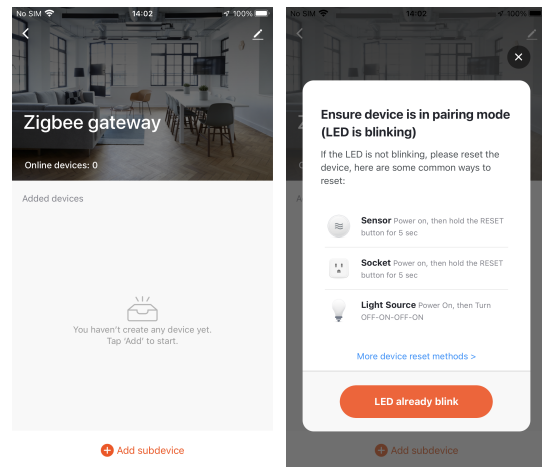 No SIM 14:02 100%
Zigbee gateway
Online devices: 0
Added devices
You haven't create any device yet.
Tap 'Add' to start.
Add subdevice
No SIM 14:02 100%
Ensure device is in pairing mode
(LED is blinking)
If the LED is not blinking, please reset the
device, here are some common ways to
reset:
Sensor Power on, then hold the RESET
button for 5 sec
Socket Power on, then hold the RESET
button for 5 sec
Light Source Power On, then Turn
OFF-ON-OFF-ON
More device reset methods >
LED already blink
Add subdevice